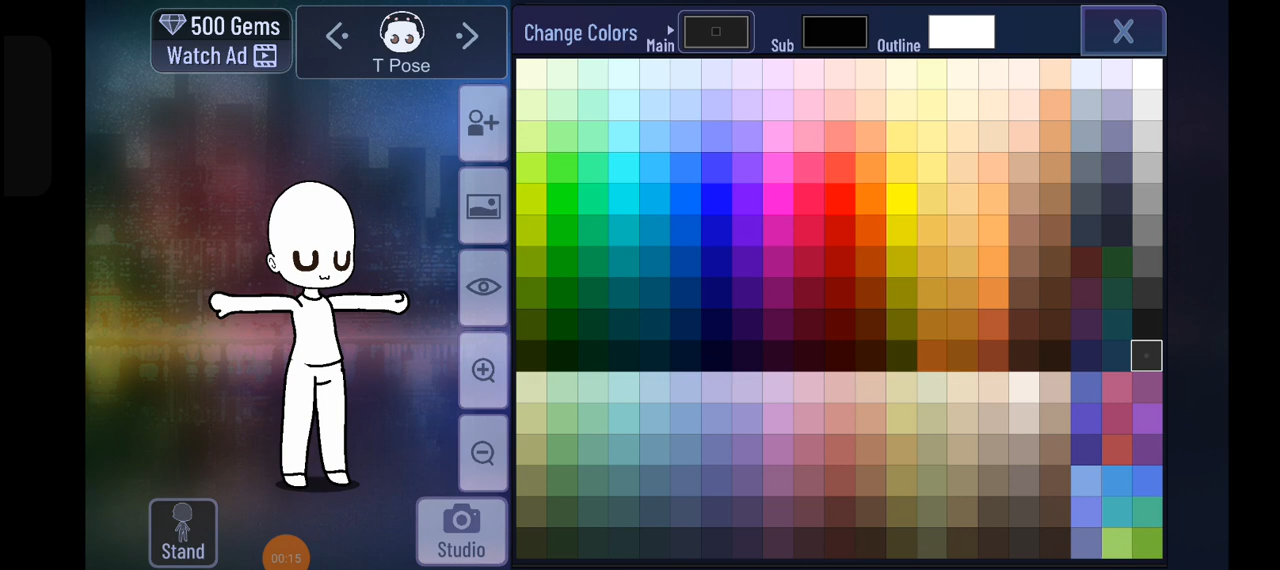 500 Gems
Watch Ad
T Pose
Change Colors
Main
Sub
Outline
X
Studio
Stand
00:15